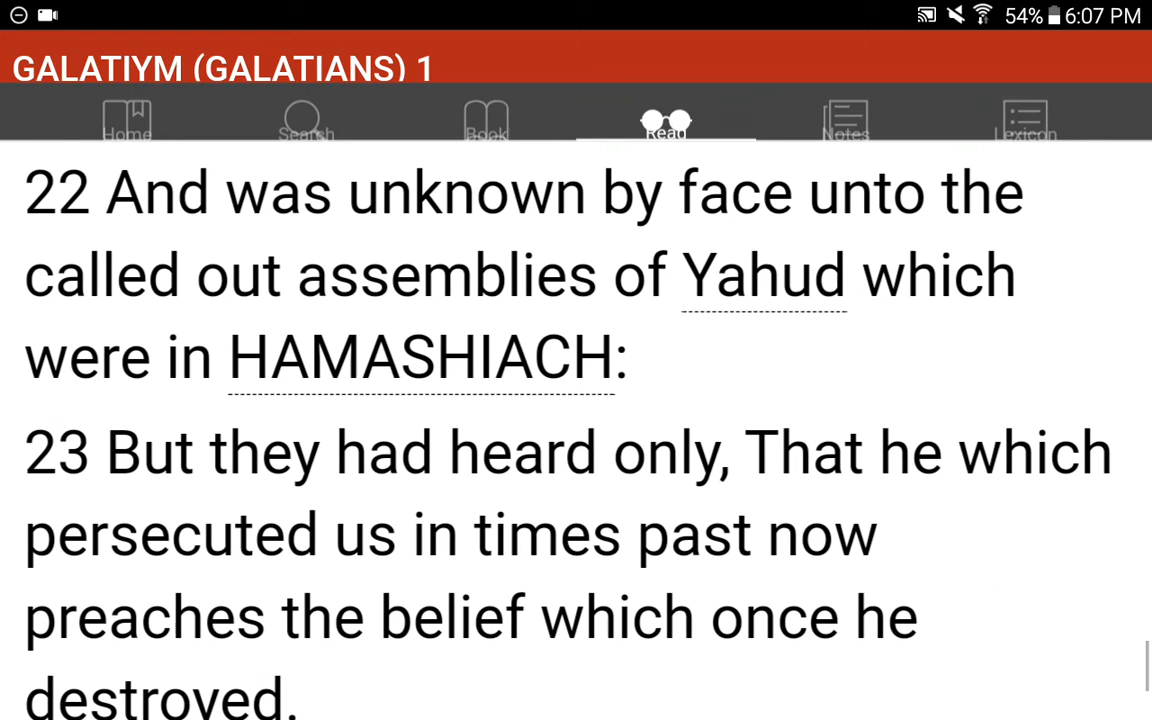 54% 6:07 PM
GALATIYM (GALATIANS) 1
Home Search Book Read Notes Lexicon
22 And was unknown by face unto the
called out assemblies of Yahud which
were in HAMASHIACH:
23 But they had heard only, That he which
persecuted us in times past now
preaches the belief which once he
destroyed.